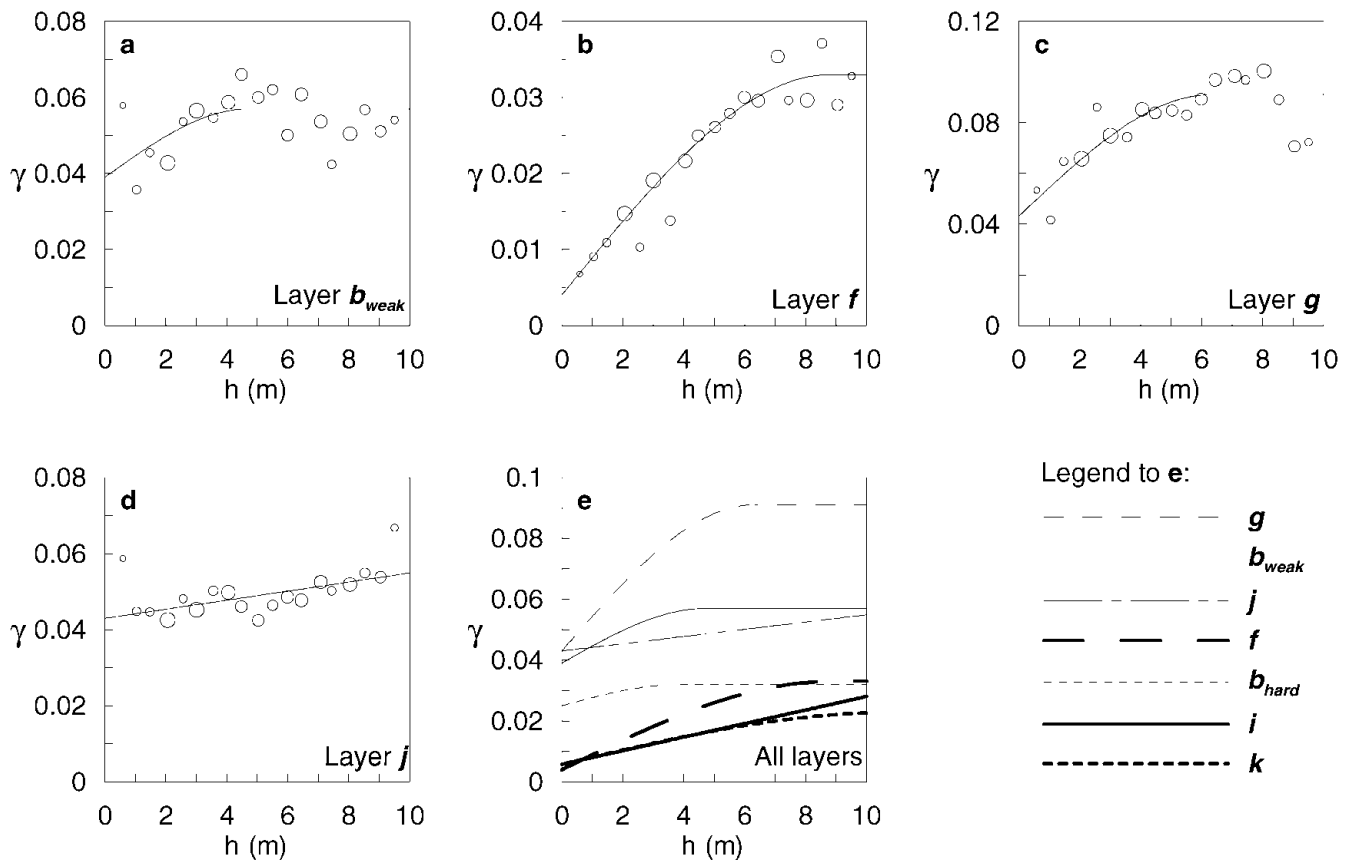 a
0.08
0.06
γ 0.04
0.02
0
Layer b weak
0 2 4 6 8 10
h (m)
b
0.04
0.03
γ 0.02
0.01
0
Layer f
0 2 4 6 8 10
h (m)
c
0.12
0.08
γ
0.04
0
Layer g
0 2 4 6 8 10
h (m)
d
0.08
0.06
γ 0.04
0.02
0
Layer j
0 2 4 6 8 10
h (m)
e
0.1
0.08
0.06
γ 0.04
0.02
0
All layers
0 2 4 6 8 10
h (m)
Legend to e:
g
b weak
j
f
b hard
i
k